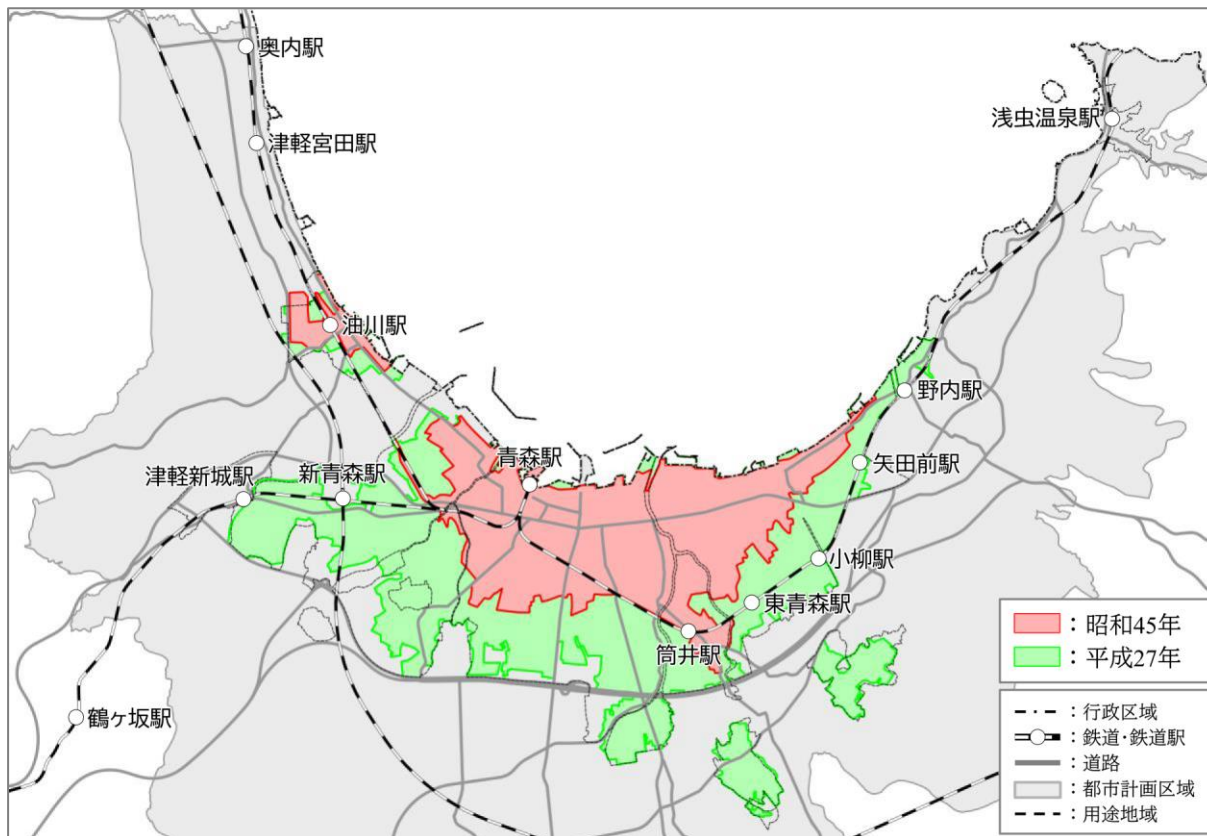 奥内駅
津軽宮田駅
浅虫温泉駅
油川駅
野内駅
青森駅
矢田前駅
津軽新城駅
新青森駅
小柳駅
東青森駅
筒井駅
鶴ヶ坂駅
：昭和45年
：平成27年
：行政区域
：鉄道・鉄道駅
：道路
：都市計画区域
：用途地域